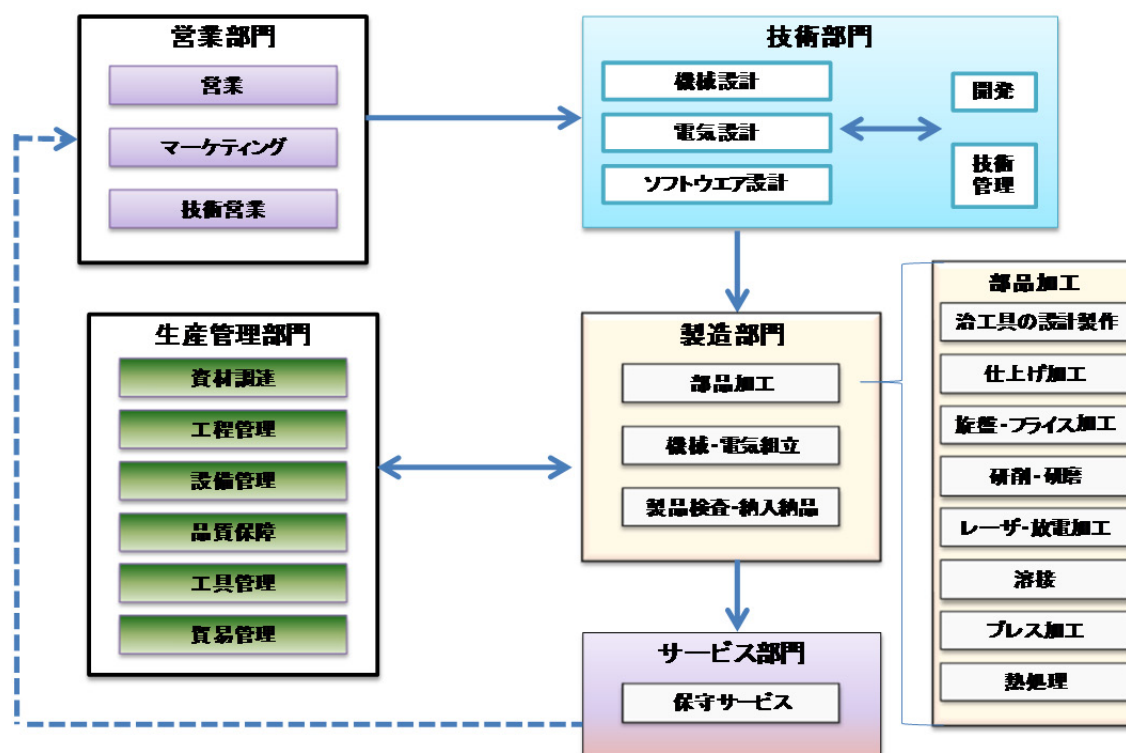 営業部門
営業
マーケティング
技術営業
技術部門
機械設計
電気設計
ソフトウエア設計
開発
技術
管理
生産管理部門
資材調達
工程管理
設備管理
品質保障
工具管理
貿易管理
製造部門
部品加工
機械・電気組立
製品検査・納入納品
サービス部門
保守サービス
部品加工
治工具の設計製作
仕上げ加工
旋盤・フライス加工
研削・研磨
レーザ・放電加工
溶接
プレス加工
熱処理